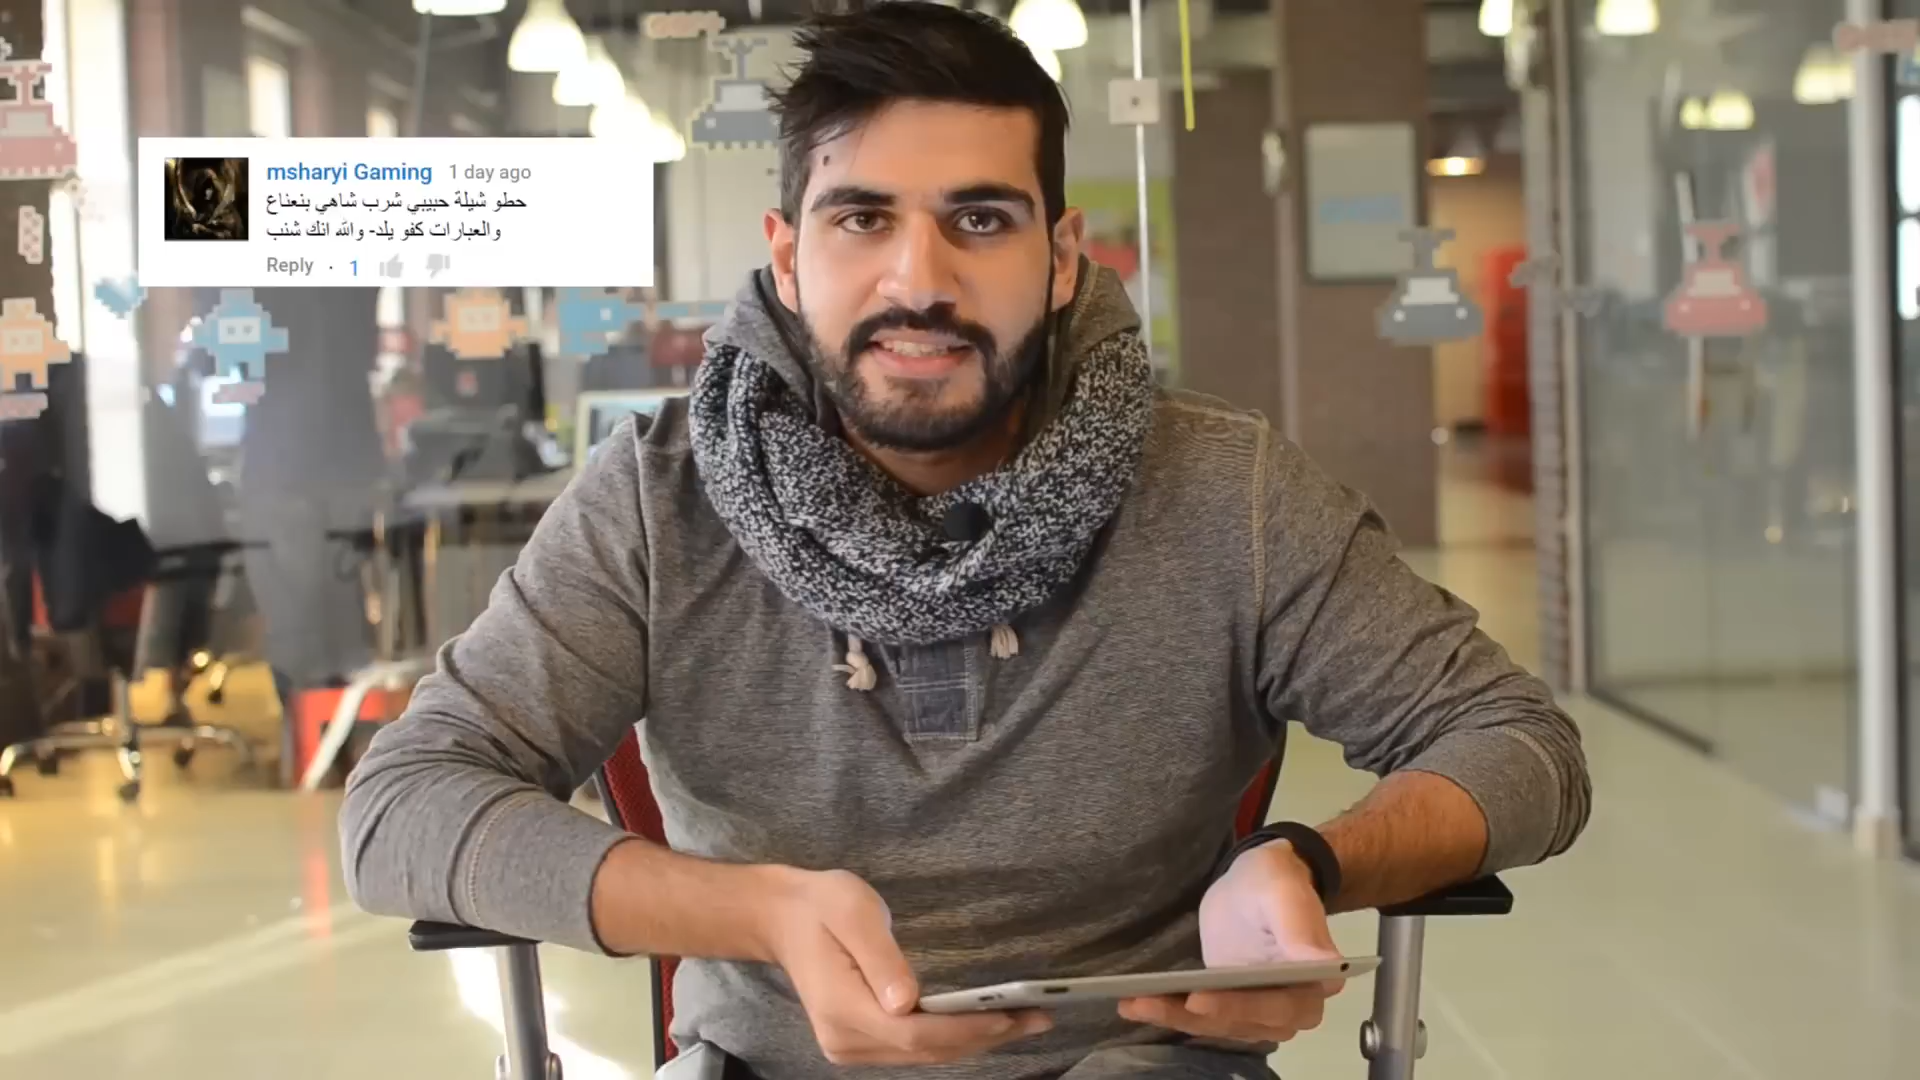 msharyi Gaming 1 day ago
حطو شيلة حبيبي شرب شاهي بنعناع
والعبارات كفو يلد- والله انك شنب
Reply · 1